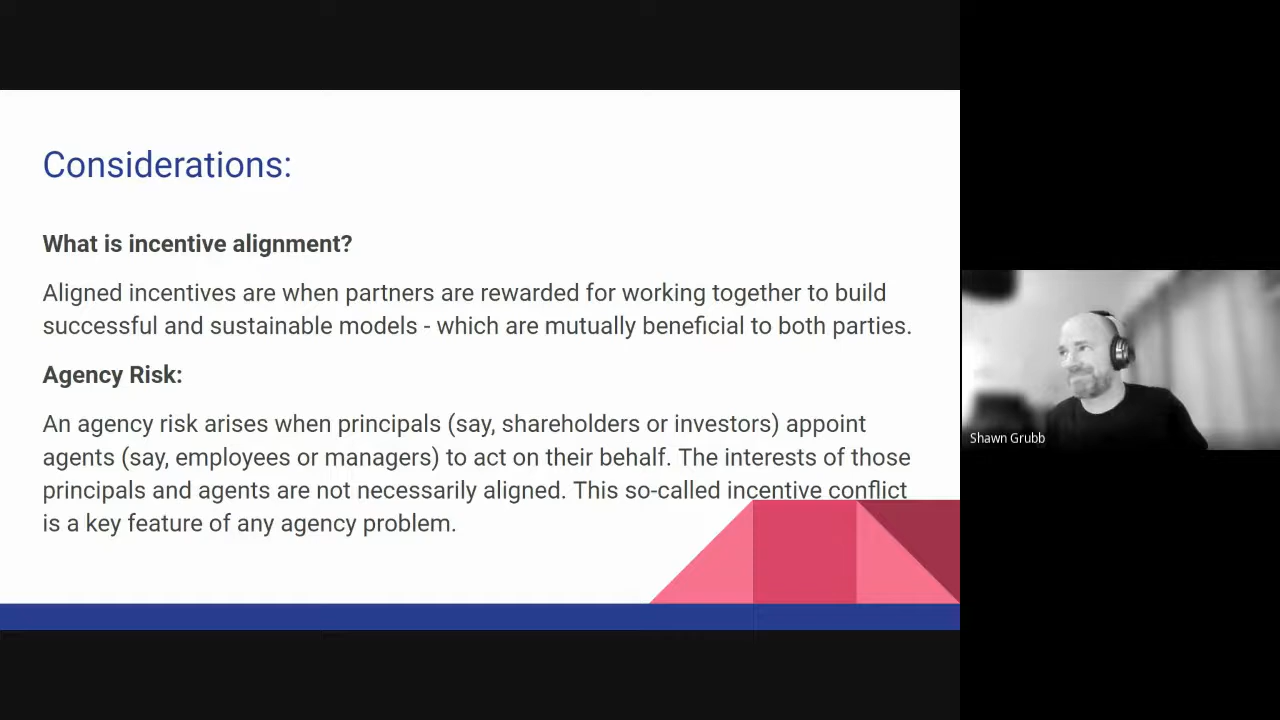 Considerations:
What is incentive alignment?
Aligned incentives are when partners are rewarded for working together to build
successful and sustainable models - which are mutually beneficial to both parties.
Agency Risk:
An agency risk arises when principals (say, shareholders or investors) appoint
agents (say, employees or managers) to act on their behalf. The interests of those
principals and agents are not necessarily aligned. This so-called incentive conflict
is a key feature of any agency problem.
Shawn Grubb